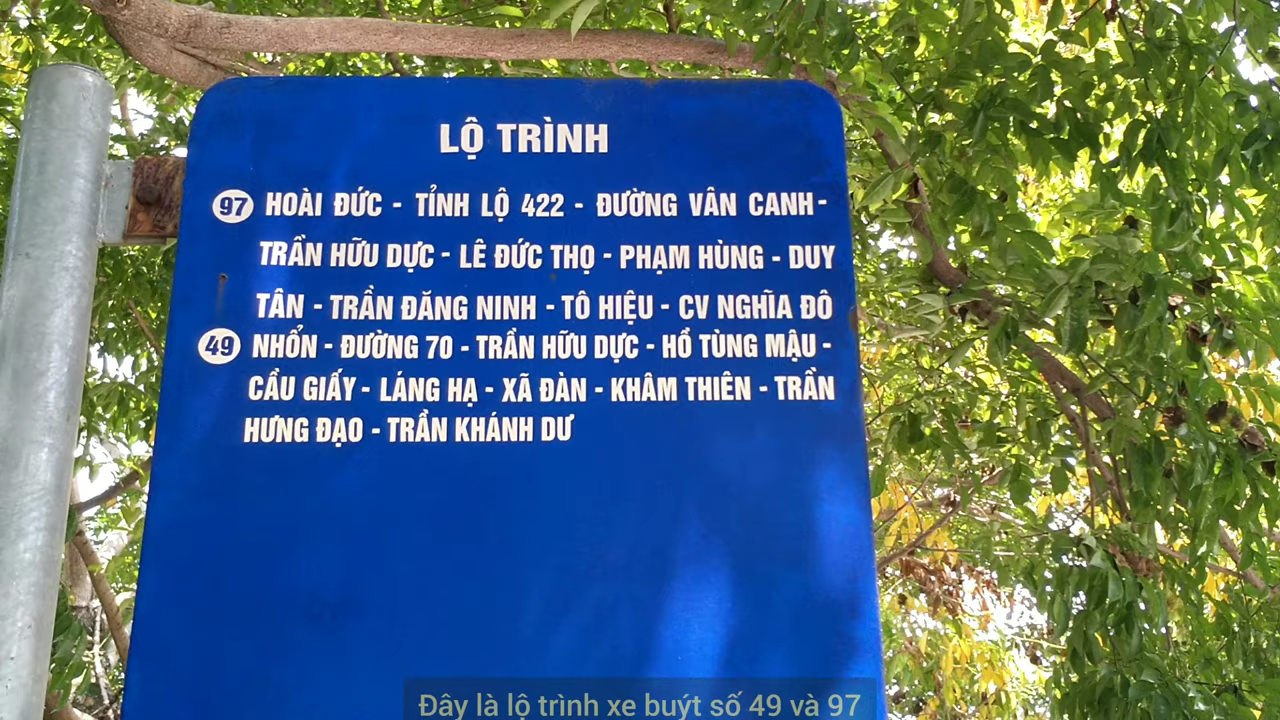 LỘ TRÌNH
97 HOÀI ĐỨC - TỈNH LỘ 422 - ĐƯỜNG VÂN CANH -
TRẦN HỮU DỰC - LÊ ĐỨC THỌ - PHẠM HÙNG - DUY
TÂN - TRẦN ĐĂNG NINH - TÔ HIỆU - CV NGHĨA ĐÔ
49 NHỔN - ĐƯỜNG 70 - TRẦN HỮU DỰC - HỒ TÙNG MẬU -
CẦU GIẤY - LÁNG HẠ - XÃ ĐÀN - KHÂM THIÊN - TRẦN
HƯNG ĐẠO - TRẦN KHÁNH DƯ
Đây là lộ trình xe buýt số 49 và 97